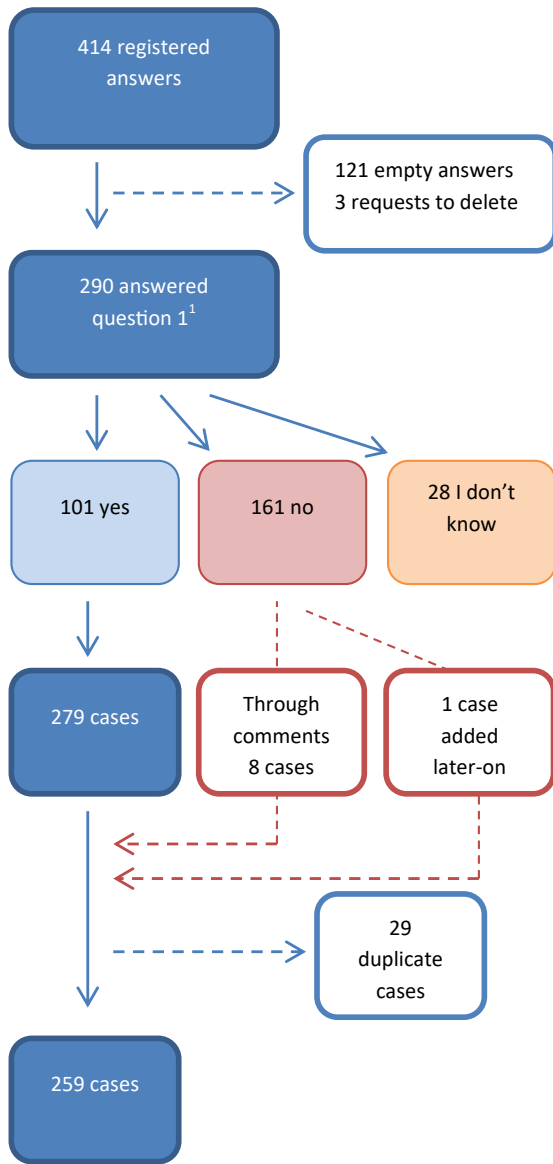 414 registered
answers
121 empty answers
3 requests to delete
290 answered
question 1¹
101 yes
161 no
28 I don’t
know
279 cases
Through
comments
8 cases
1 case
added
later-on
29
duplicate
cases
259 cases